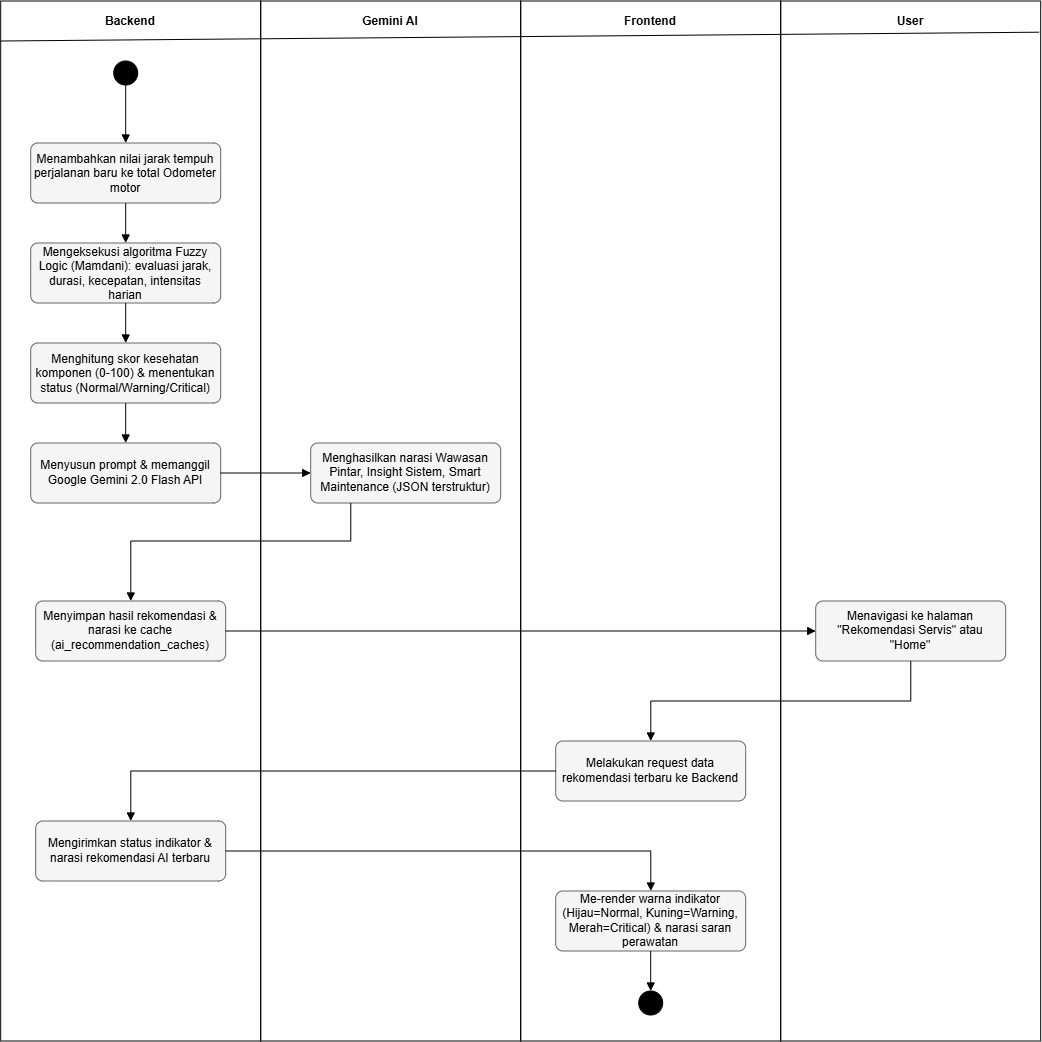 Backend
Gemini AI
Frontend
User
Menambahkan nilai jarak tempuh
perjalanan baru ke total Odometer
motor
Mengeksekusi algoritma Fuzzy
Logic (Mamdani): evaluasi jarak,
durasi, kecepatan, intensitas
harian
Menghitung skor kesehatan
komponen (0-100) & menentukan
status (Normal/Warning/Critical)
Menyusun prompt & memanggil
Google Gemini 2.0 Flash API
Menghasilkan narasi Wawasan
Pintar, Insight Sistem, Smart
Maintenance (JSON terstruktur)
Menyimpan hasil rekomendasi &
narasi ke cache
(ai_recommendation_caches)
Menavigasi ke halaman
"Rekomendasi Servis" atau
"Home"
Melakukan request data
rekomendasi terbaru ke Backend
Mengirimkan status indikator &
narasi rekomendasi AI terbaru
Me-render warna indikator
(Hijau=Normal, Kuning=Warning,
Merah=Critical) & narasi saran
perawatan